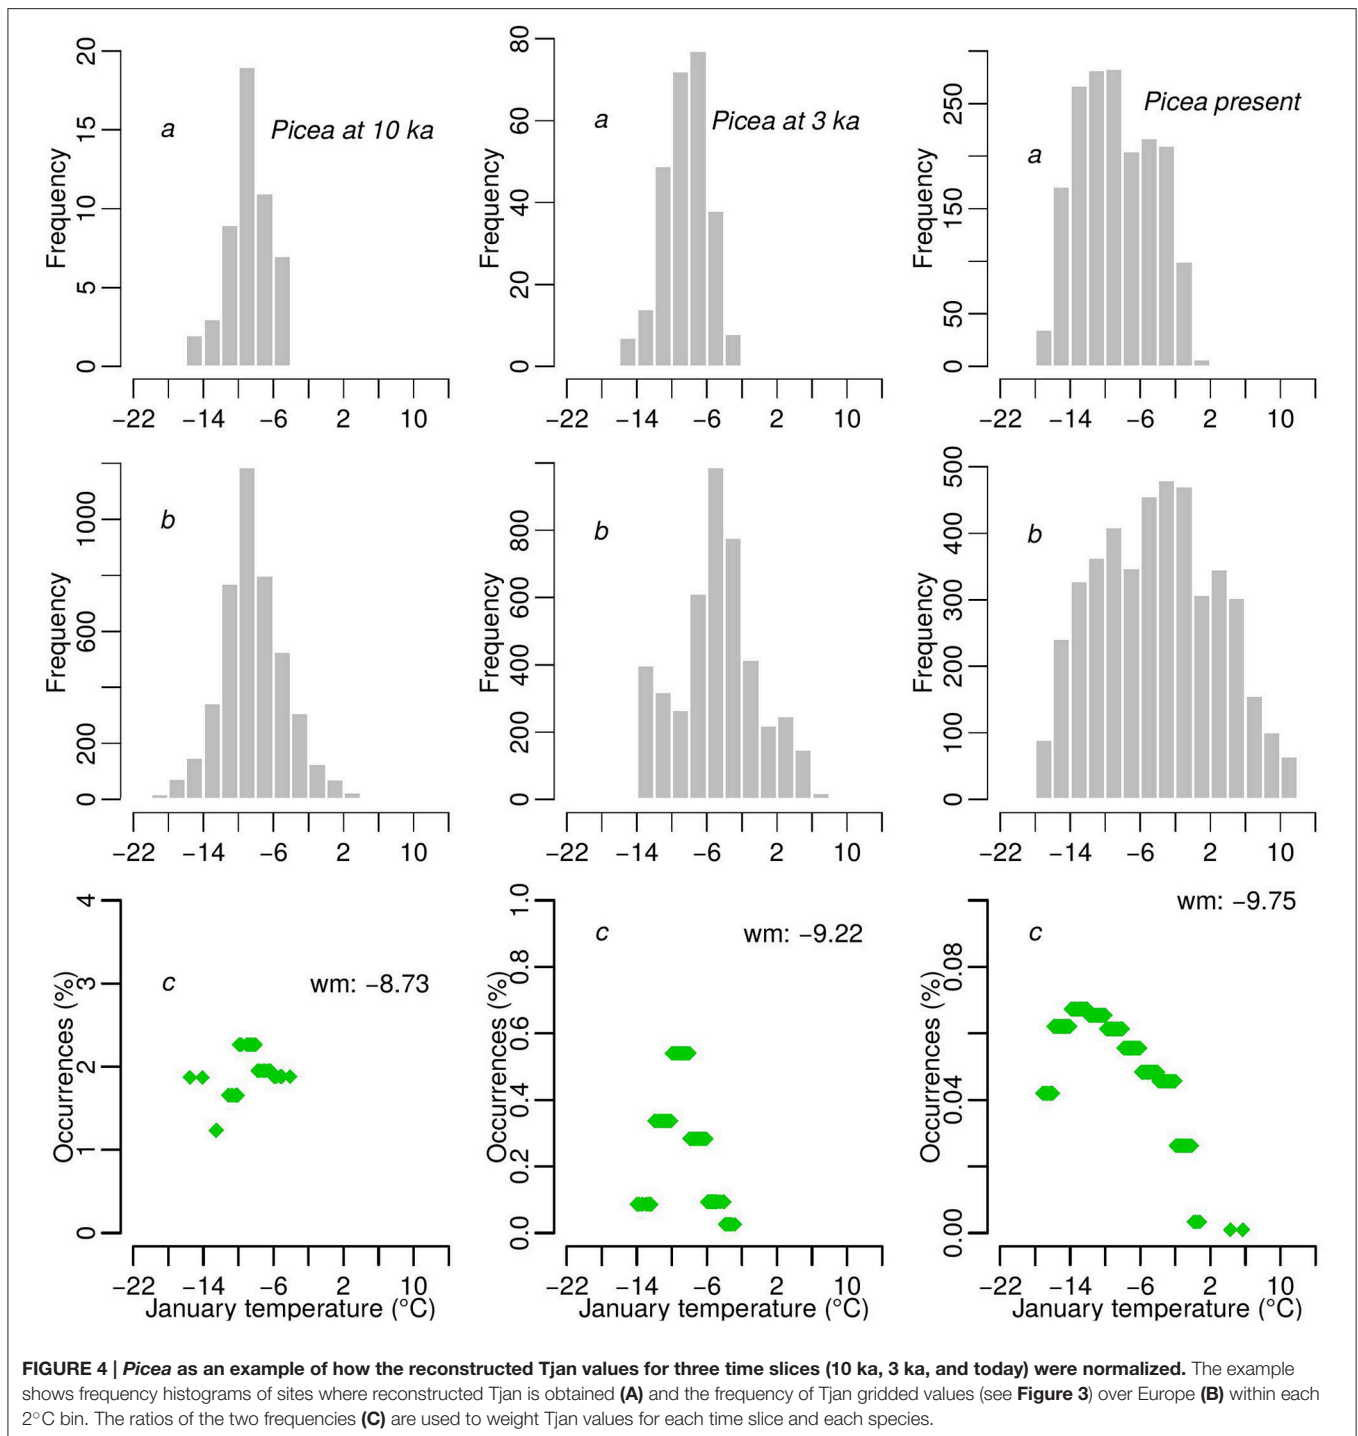 20
15
10
5
0
Frequency
a
Picea at 10 ka
−22 −14 −6 2 10
80
60
40
20
0
Frequency
a
Picea at 3 ka
−22 −14 −6 2 10
250
150
50
0
Frequency
a
Picea present
−22 −14 −6 2 10
1000
600
200
0
Frequency
b
−22 −14 −6 2 10
800
600
400
200
0
Frequency
b
−22 −14 −6 2 10
500
400
300
200
100
0
Frequency
b
−22 −14 −6 2 10
4
3
2
1
0
Occurrences (%)
c
wm: −8.73
−22 −14 −6 2 10
January temperature (°C)
1.0
0.8
0.6
0.4
0.2
0.0
Occurrences (%)
c
wm: −9.22
−22 −14 −6 2 10
January temperature (°C)
0.08
0.04
0.00
Occurrences (%)
c
wm: −9.75
−22 −14 −6 2 10
January temperature (°C)
FIGURE 4 | Picea as an example of how the reconstructed Tjan values for three time slices (10 ka, 3 ka, and today) were normalized. The example
shows frequency histograms of sites where reconstructed Tjan is obtained (A) and the frequency of Tjan gridded values (see Figure 3) over Europe (B) within each
2°C bin. The ratios of the two frequencies (C) are used to weight Tjan values for each time slice and each species.